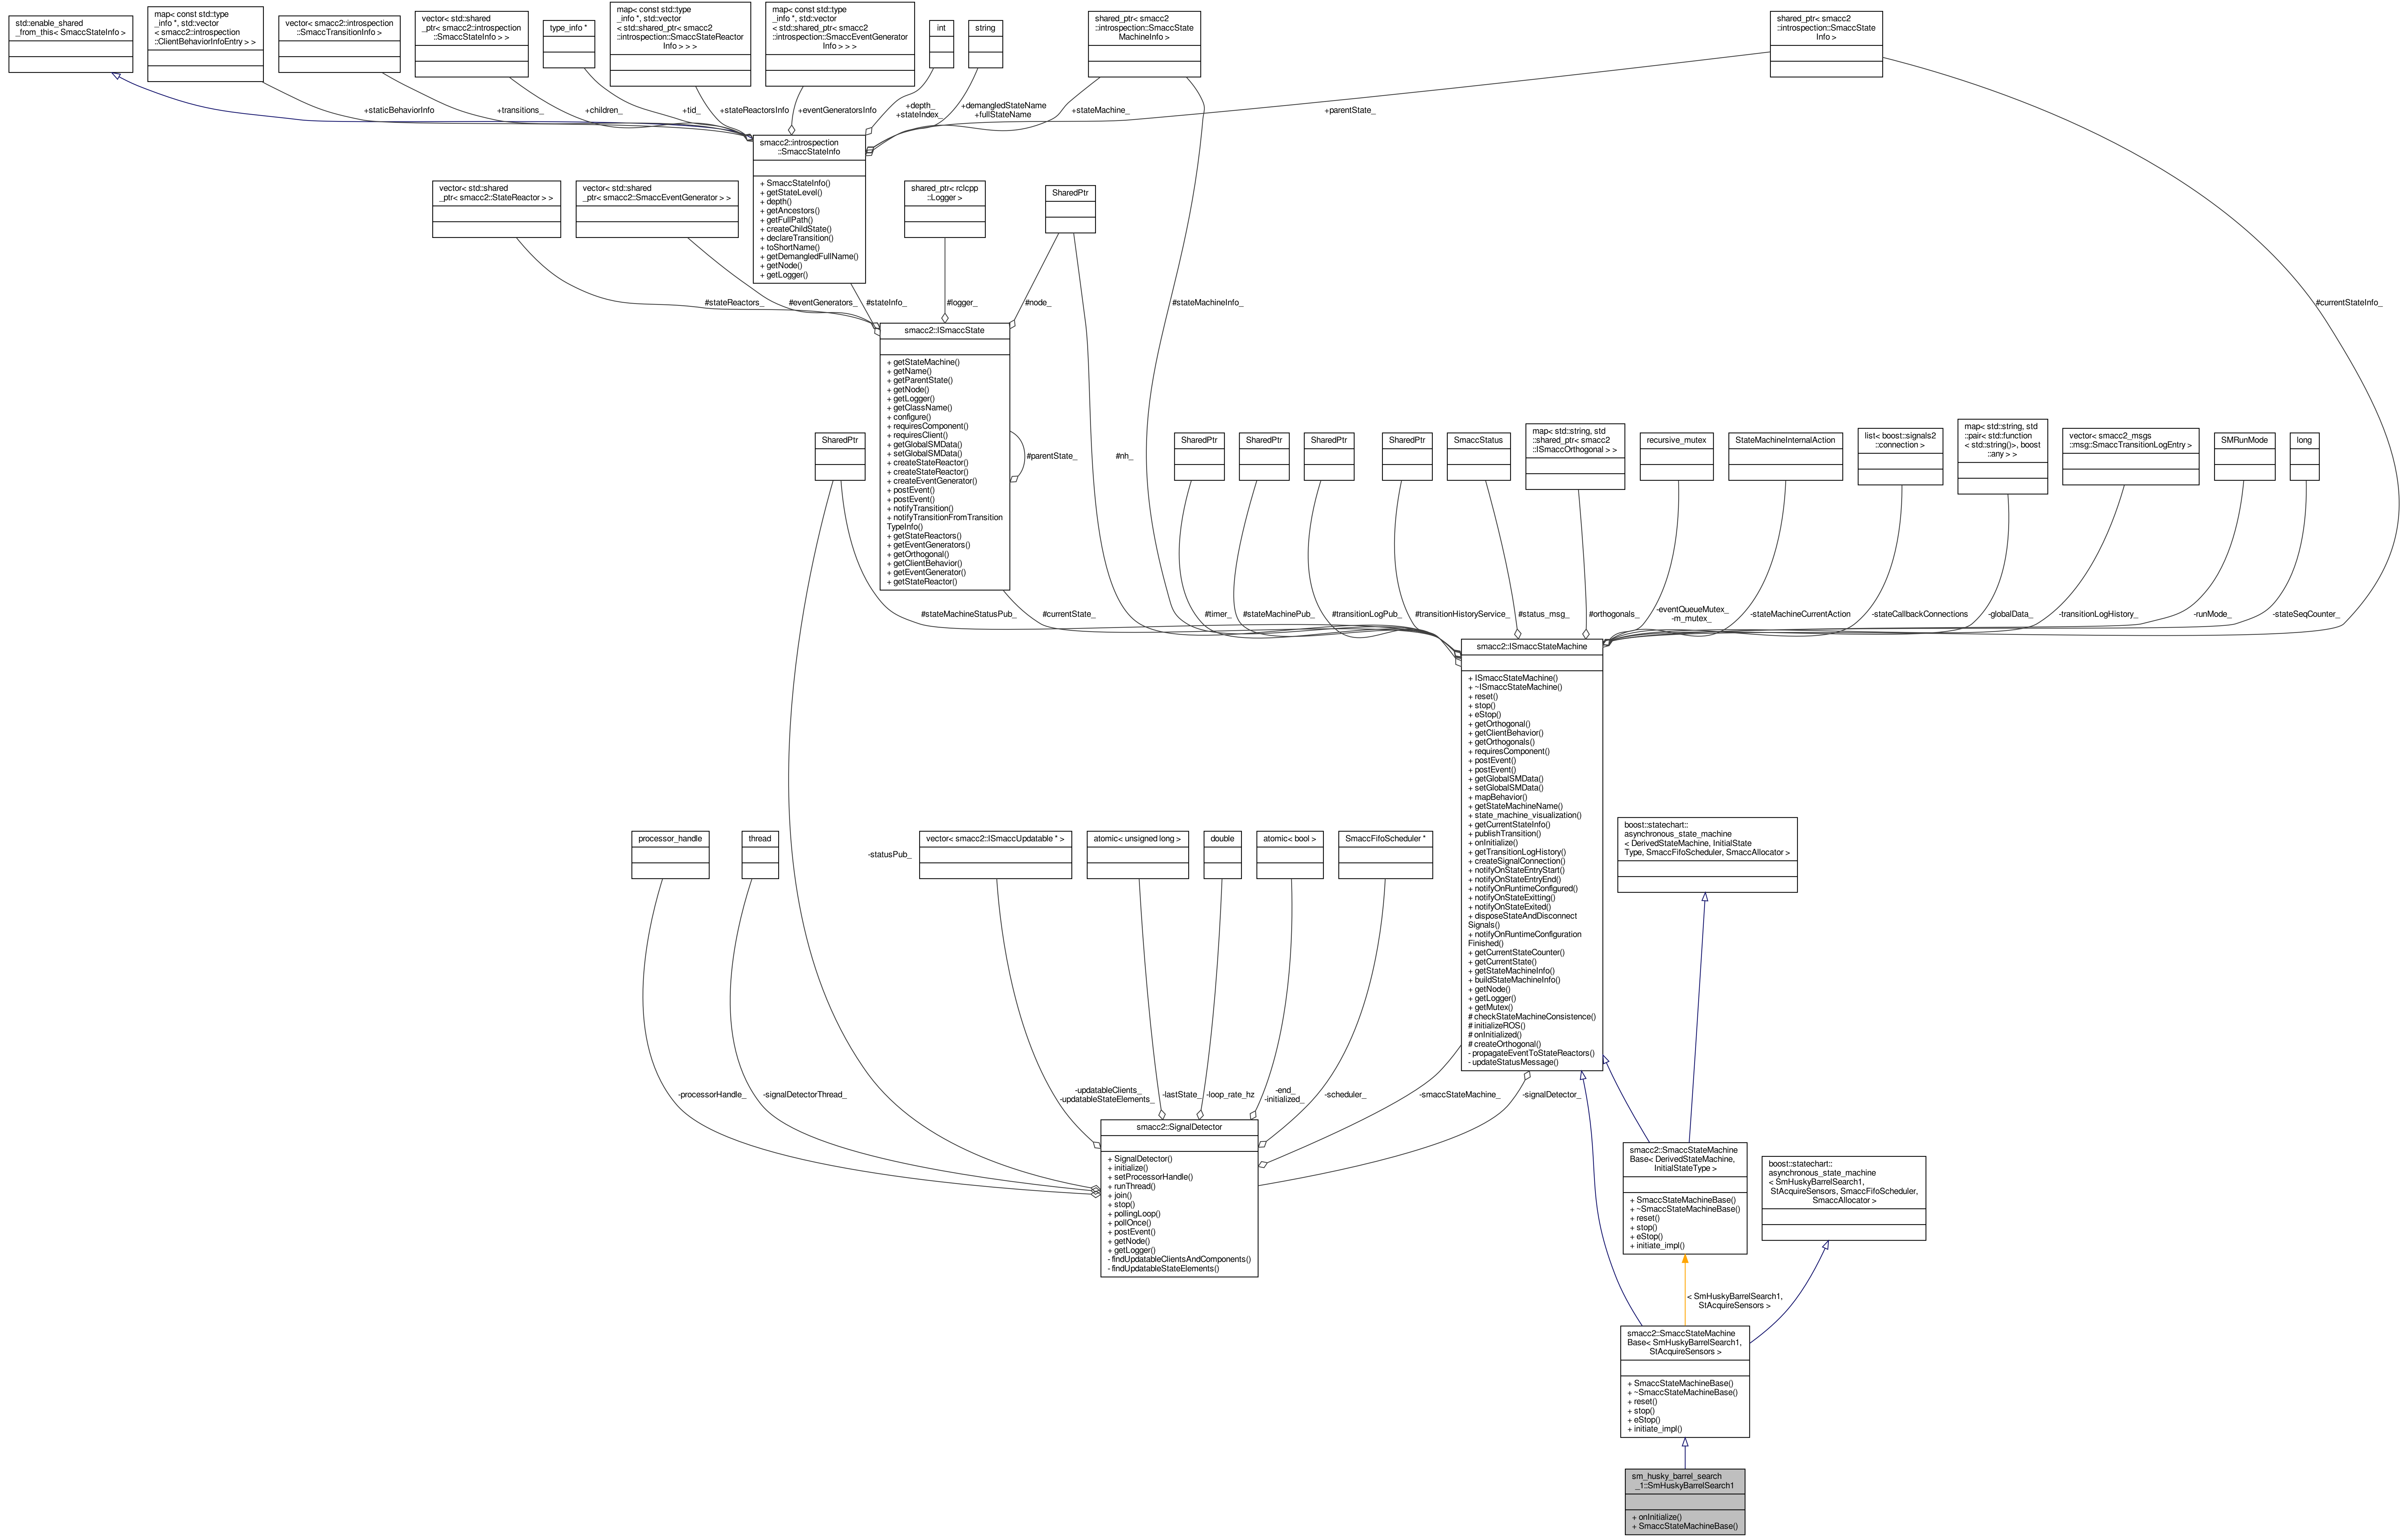 std::enable_shared
_from_this< SmaccStateInfo >
map< const std::type
_info *, std::vector
< smacc2::introspection
::ClientBehaviorInfoEntry > >
vector< smacc2::introspection
::SmaccTransitionInfo >
vector< std::shared
_ptr< smacc2::introspection
::SmaccStateInfo > >
type_info *
map< const std::type
_info *, std::vector
< std::shared_ptr< smacc2
::introspection::SmaccStateReactor
Info > > >
map< const std::type
_info *, std::vector
< std::shared_ptr< smacc2
::introspection::SmaccEventGenerator
Info > > >
int
string
shared_ptr< smacc2
::introspection::SmaccState
MachineInfo >
shared_ptr< smacc2
::introspection::SmaccState
Info >
+staticBehaviorInfo
+transitions_
+children_
+tid_
+stateReactorsInfo
+eventGeneratorsInfo
+depth_
+stateIndex_
+demangledStateName
+fullStateName
+stateMachine_
+parentState_
smacc2::introspection
::SmaccStateInfo
+ SmaccStateInfo()
+ getStateLevel()
+ depth()
+ getAncestors()
+ getFullPath()
+ createChildState()
+ declareTransition()
+ toShortName()
+ getDemangledFullName()
+ getNode()
+ getLogger()
vector< std::shared
_ptr< smacc2::StateReactor > >
vector< std::shared
_ptr< smacc2::SmaccEventGenerator > >
shared_ptr< rclcpp
::Logger >
SharedPtr
#stateReactors_
#eventGenerators_
#stateInfo_
#logger_
#node_
#stateMachineInfo_
#currentStateInfo_
smacc2::ISmaccState
+ getStateMachine()
+ getName()
+ getParentState()
+ getNode()
+ getLogger()
+ getClassName()
+ configure()
+ requiresComponent()
+ requiresClient()
+ getGlobalSMData()
+ setGlobalSMData()
+ createStateReactor()
+ createStateReactor()
+ createEventGenerator()
+ postEvent()
+ postEvent()
+ notifyTransition()
+ notifyTransitionFromTransition
TypeInfo()
+ getStateReactors()
+ getEventGenerators()
+ getOrthogonal()
+ getClientBehavior()
+ getEventGenerator()
+ getStateReactor()
#parentState_
#nh_
SharedPtr
SharedPtr
SharedPtr
SharedPtr
SharedPtr
SmaccStatus
map< std::string, std
::shared_ptr< smacc2
::ISmaccOrthogonal > >
recursive_mutex
StateMachineInternalAction
list< boost::signals2
::connection >
map< std::string, std
::pair< std::function
< std::string()>, boost
::any > >
vector< smacc2_msgs
::msg::SmaccTransitionLogEntry >
SMRunMode
long
#stateMachineStatusPub_
#currentState_
#timer_
#stateMachinePub_
#transitionLogPub_
#transitionHistoryService_
#status_msg_
#orthogonals_
-eventQueueMutex_
-m_mutex_
-stateMachineCurrentAction
-stateCallbackConnections
-globalData_
-transitionLogHistory_
-runMode_
-stateSeqCounter_
smacc2::ISmaccStateMachine
+ ISmaccStateMachine()
+ ~ISmaccStateMachine()
+ reset()
+ stop()
+ eStop()
+ getOrthogonal()
+ getClientBehavior()
+ getOrthogonals()
+ requiresComponent()
+ postEvent()
+ postEvent()
+ getGlobalSMData()
+ setGlobalSMData()
+ mapBehavior()
+ getStateMachineName()
+ state_machine_visualization()
+ getCurrentStateInfo()
+ publishTransition()
+ onInitialize()
+ getTransitionLogHistory()
+ createSignalConnection()
+ notifyOnStateEntryStart()
+ notifyOnStateEntryEnd()
+ notifyOnRuntimeConfigured()
+ notifyOnStateExitting()
+ notifyOnStateExited()
+ disposeStateAndDisconnect
Signals()
+ notifyOnRuntimeConfiguration
Finished()
+ getCurrentStateCounter()
+ getCurrentState()
+ getStateMachineInfo()
+ buildStateMachineInfo()
+ getNode()
+ getLogger()
+ getMutex()
# checkStateMachineConsistence()
# initializeROS()
# onInitialized()
# createOrthogonal()
- propagateEventToStateReactors()
- updateStatusMessage()
processor_handle
thread
-statusPub_
vector< smacc2::ISmaccUpdatable * >
atomic< unsigned long >
double
atomic< bool >
SmaccFifoScheduler *
boost::statechart::
asynchronous_state_machine
< DerivedStateMachine, InitialState
Type, SmaccFifoScheduler, SmaccAllocator >
-processorHandle_
-signalDetectorThread_
-updatableClients_
-updatableStateElements_
-lastState_
-loop_rate_hz
-end_
-initialized_
-scheduler_
-smaccStateMachine_
-signalDetector_
smacc2::SignalDetector
+ SignalDetector()
+ initialize()
+ setProcessorHandle()
+ runThread()
+ join()
+ stop()
+ pollingLoop()
+ pollOnce()
+ postEvent()
+ getNode()
+ getLogger()
- findUpdatableClientsAndComponents()
- findUpdatableStateElements()
smacc2::SmaccStateMachine
Base< DerivedStateMachine,
InitialStateType >
+ SmaccStateMachineBase()
+ ~SmaccStateMachineBase()
+ reset()
+ stop()
+ eStop()
+ initiate_impl()
boost::statechart::
asynchronous_state_machine
< SmHuskyBarrelSearch1,
StAcquireSensors, SmaccFifoScheduler,
SmaccAllocator >
< SmHuskyBarrelSearch1,
StAcquireSensors >
smacc2::SmaccStateMachine
Base< SmHuskyBarrelSearch1,
StAcquireSensors >
+ SmaccStateMachineBase()
+ ~SmaccStateMachineBase()
+ reset()
+ stop()
+ eStop()
+ initiate_impl()
sm_husky_barrel_search
_1::SmHuskyBarrelSearch1
+ onInitialize()
+ SmaccStateMachineBase()